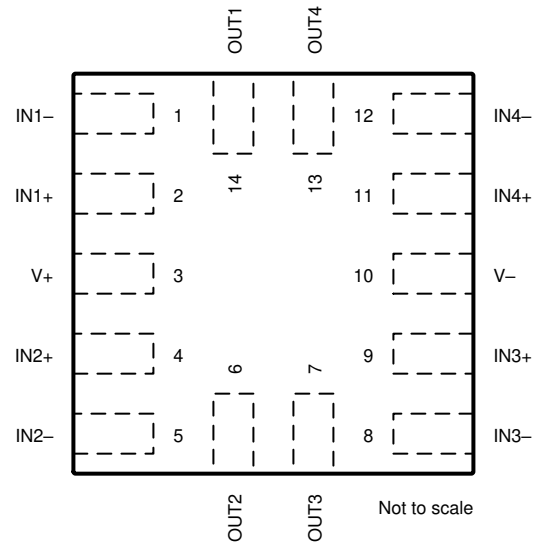 OUT1 OUT4
IN1– 1 12 IN4–
14 13
IN1+ 2 11 IN4+
V+ 3 10 V–
IN2+ 4 6 7 9 IN3+
IN2– 5 8 IN3–
OUT2 OUT3
Not to scale